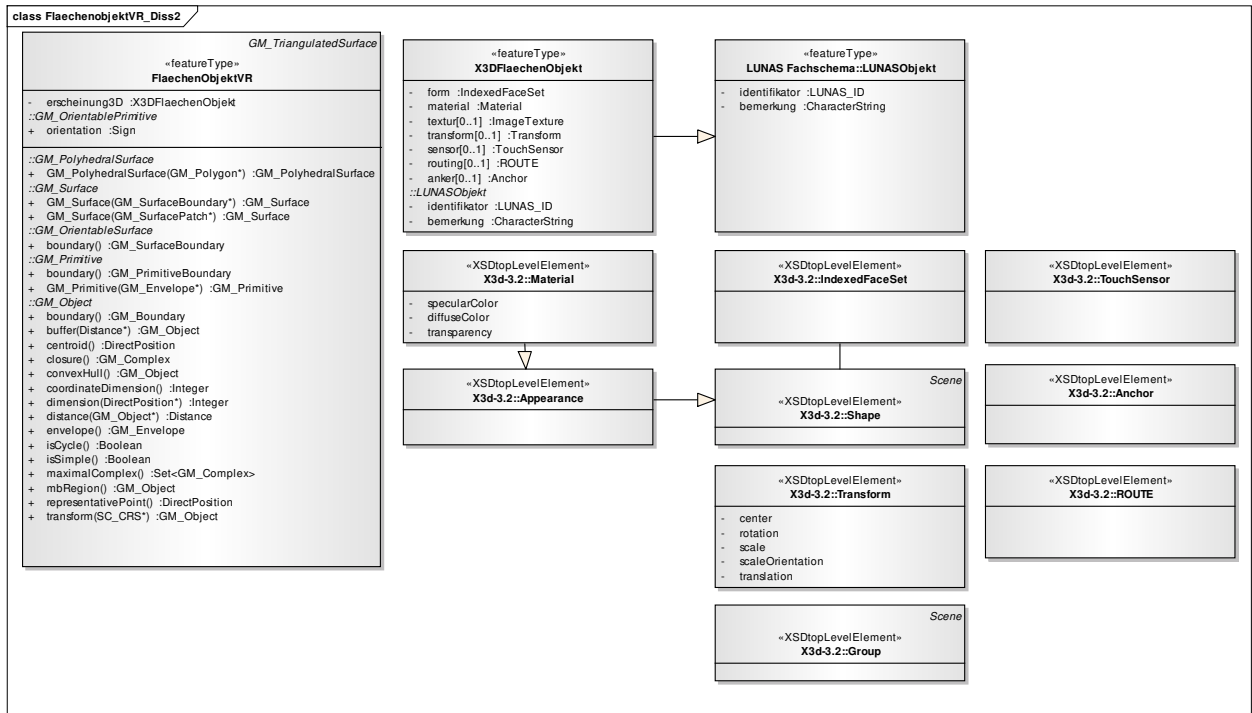 class FlaechenobjektVR_Diss2
GM_TriangulatedSurface
«featureType»
FlaechenObjektVR
- erscheinung3D :X3DFlaechenObjekt
::GM_OrientablePrimitive
+ orientation :Sign
::GM_PolyhedralSurface
+ GM_PolyhedralSurface(GM_Polygon*) :GM_PolyhedralSurface
::GM_Surface
+ GM_Surface(GM_SurfaceBoundary*) :GM_Surface
+ GM_Surface(GM_SurfacePatch*) :GM_Surface
::GM_OrientableSurface
+ boundary() :GM_SurfaceBoundary
::GM_Primitive
+ boundary() :GM_PrimitiveBoundary
+ GM_Primitive(GM_Envelope*) :GM_Primitive
::GM_Object
+ boundary() :GM_Boundary
+ buffer(Distance*) :GM_Object
+ centroid() :DirectPosition
+ closure() :GM_Complex
+ convexHull() :GM_Object
+ coordinateDimension() :Integer
+ dimension(DirectPosition*) :Integer
+ distance(GM_Object*) :Distance
+ envelope() :GM_Envelope
+ isCycle() :Boolean
+ isSimple() :Boolean
+ maximalComplex() :Set<GM_Complex>
+ mbRegion() :GM_Object
+ representativePoint() :DirectPosition
+ transform(SC_CRS*) :GM_Object
«featureType»
X3DFlaechenObjekt
- form :IndexedFaceSet
- material :Material
- textur[0..1] :ImageTexture
- transform[0..1] :Transform
- sensor[0..1] :TouchSensor
- routing[0..1] :ROUTE
- anker[0..1] :Anchor
::LUNASObjekt
- identifikator :LUNAS_ID
- bemerkung :CharacterString
«featureType»
LUNAS Fachschema::LUNASObjekt
- identifikator :LUNAS_ID
- bemerkung :CharacterString
«XSDtopLevelElement»
X3d-3.2::Material
- specularColor
- diffuseColor
- transparency
«XSDtopLevelElement»
X3d-3.2::IndexedFaceSet
«XSDtopLevelElement»
X3d-3.2::TouchSensor
«XSDtopLevelElement»
X3d-3.2::Appearance
Scene
«XSDtopLevelElement»
X3d-3.2::Shape
«XSDtopLevelElement»
X3d-3.2::Anchor
«XSDtopLevelElement»
X3d-3.2::Transform
- center
- rotation
- scale
- scaleOrientation
- translation
«XSDtopLevelElement»
X3d-3.2::ROUTE
Scene
«XSDtopLevelElement»
X3d-3.2::Group